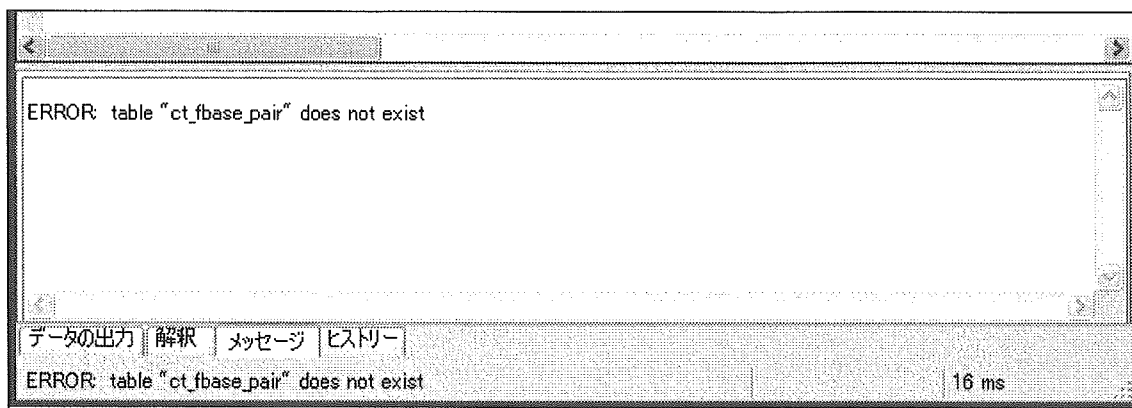 ERROR: table "ct_fbase_pair" does not exist
データの出力 解釈 メッセージ ヒストリー
ERROR: table "ct_fbase_pair" does not exist 16 ms